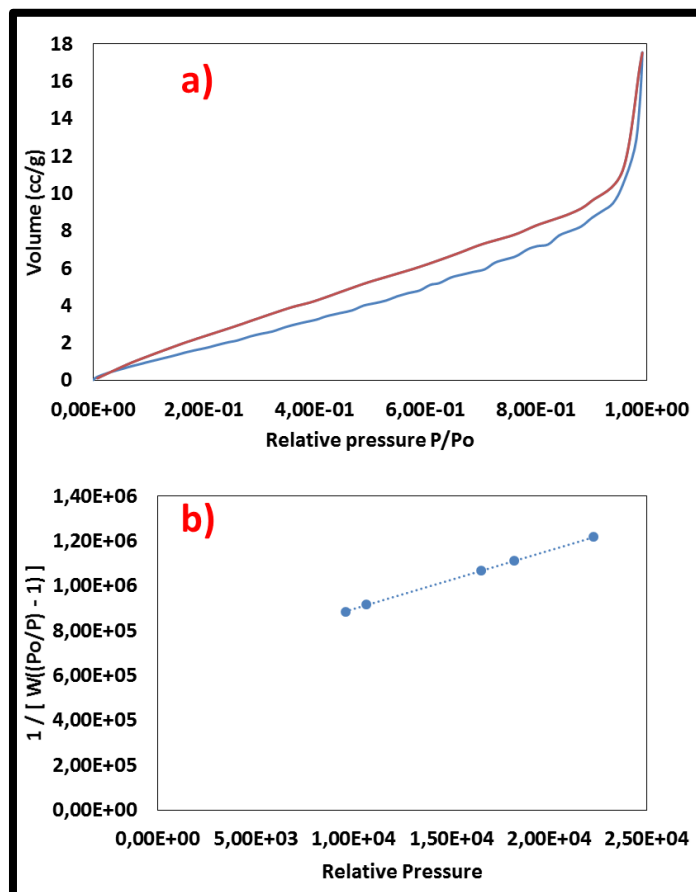 a)
18
16
14
12
10
8
6
4
2
0
Volume (cc/g)
0,00E+00 2,00E-01 4,00E-01 6,00E-01 8,00E-01 1,00E+00
Relative pressure P/Po
b)
1,40E+06
1,20E+06
1,00E+06
8,00E+05
6,00E+05
4,00E+05
2,00E+05
0,00E+00
1 / [ W((Po/P) - 1) ]
0,00E+00 5,00E+03 1,00E+04 1,50E+04 2,00E+04 2,50E+04
Relative Pressure